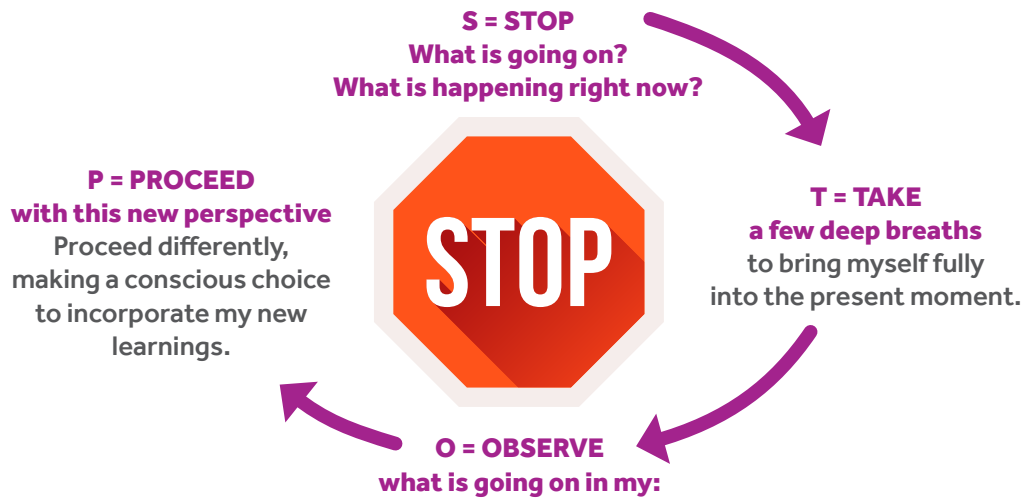 S = STOP
What is going on?
What is happening right now?
T = TAKE
a few deep breaths
to bring myself fully
into the present moment.
O = OBSERVE
what is going on in my:
P = PROCEED
with this new perspective
Proceed differently,
making a conscious choice
to incorporate my new
learnings.
STOP